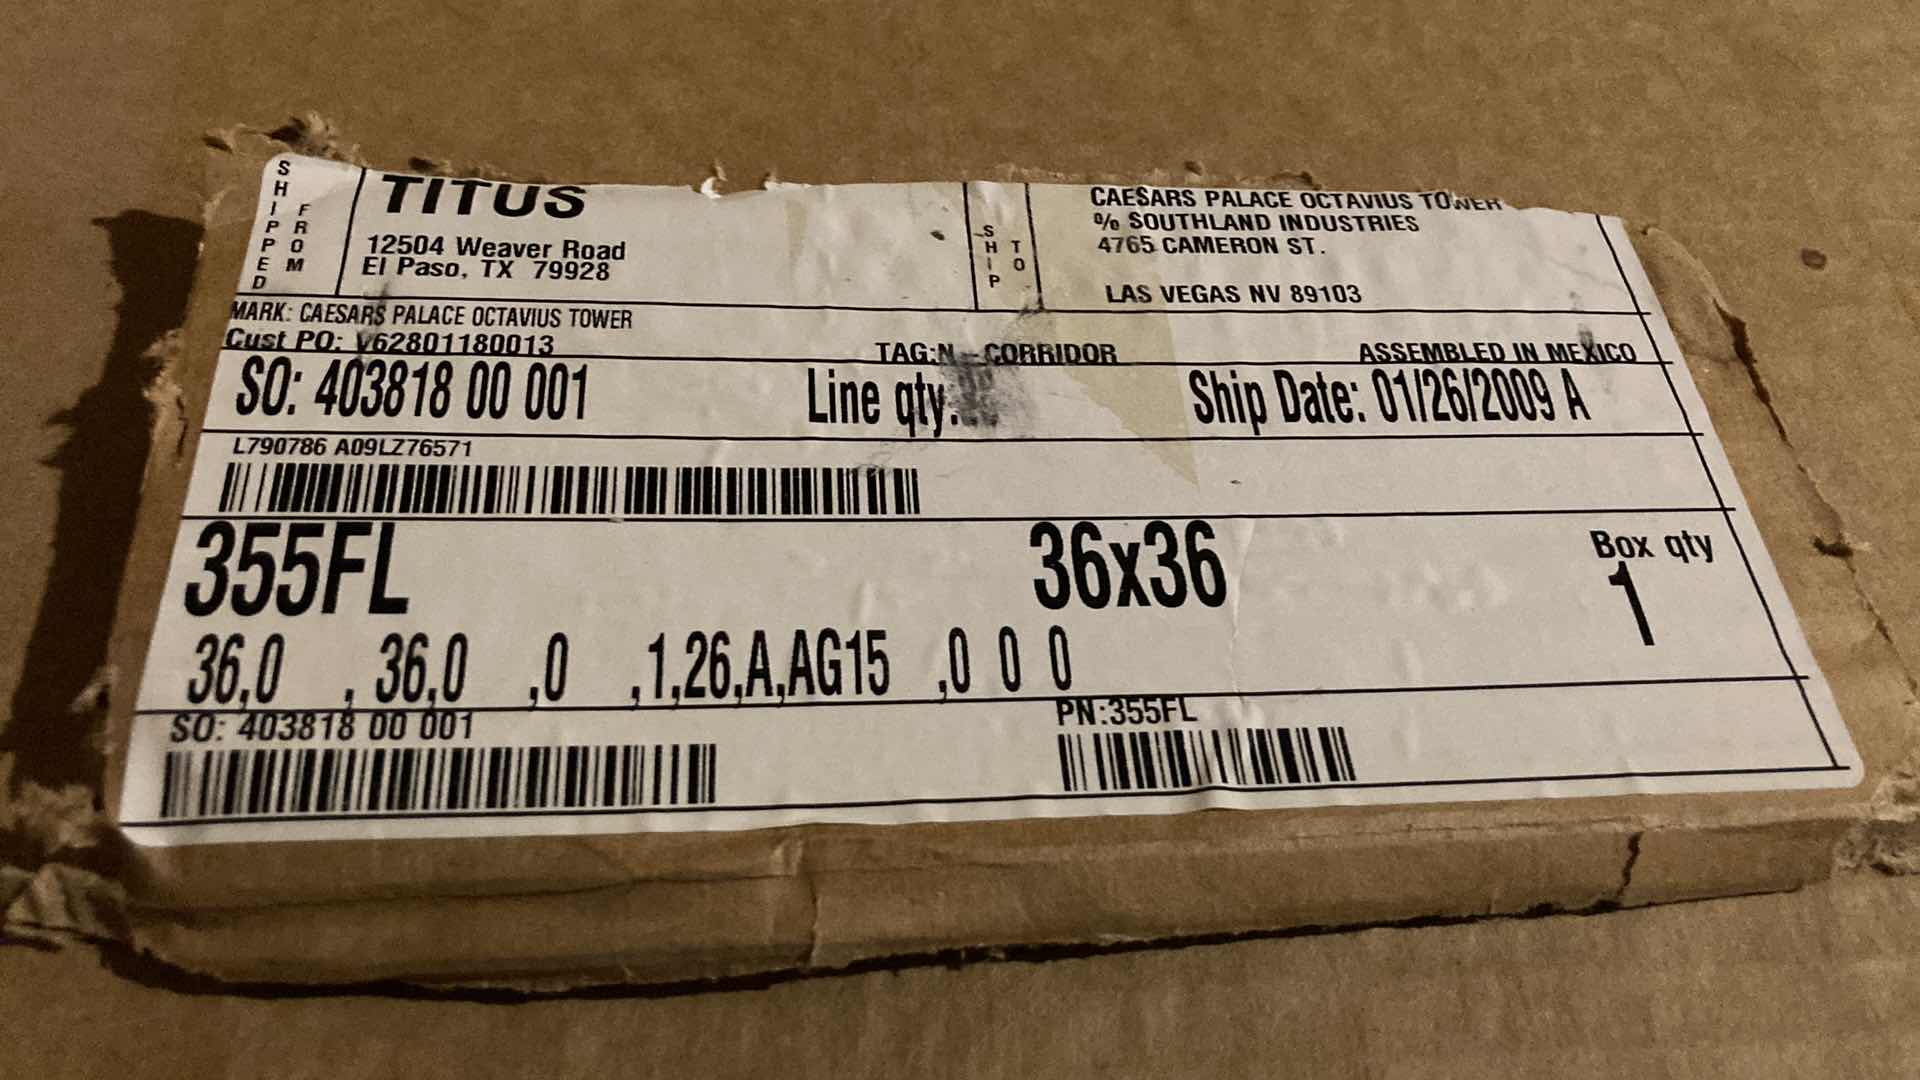 SHIPPED FROM
TITUS
12504 Weaver Road
El Paso, TX 79928
SHIP TO
CAESARS PALACE OCTAVIUS TOWER
% SOUTHLAND INDUSTRIES
4765 CAMERON ST.
LAS VEGAS NV 89103
MARK: CAESARS PALACE OCTAVIUS TOWER
Cust PO: V62801180013
TAG:N - CORRIDOR
ASSEMBLED IN MEXICO
SO: 403818 00 001
Line qty:
Ship Date: 01/26/2009 A
L790786 A09LZ76571
355FL
36x36
Box qty
1
36,0 , 36,0 ,0 ,1,26,A,AG15 ,0 0 0
SO: 403818 00 001
PN:355FL